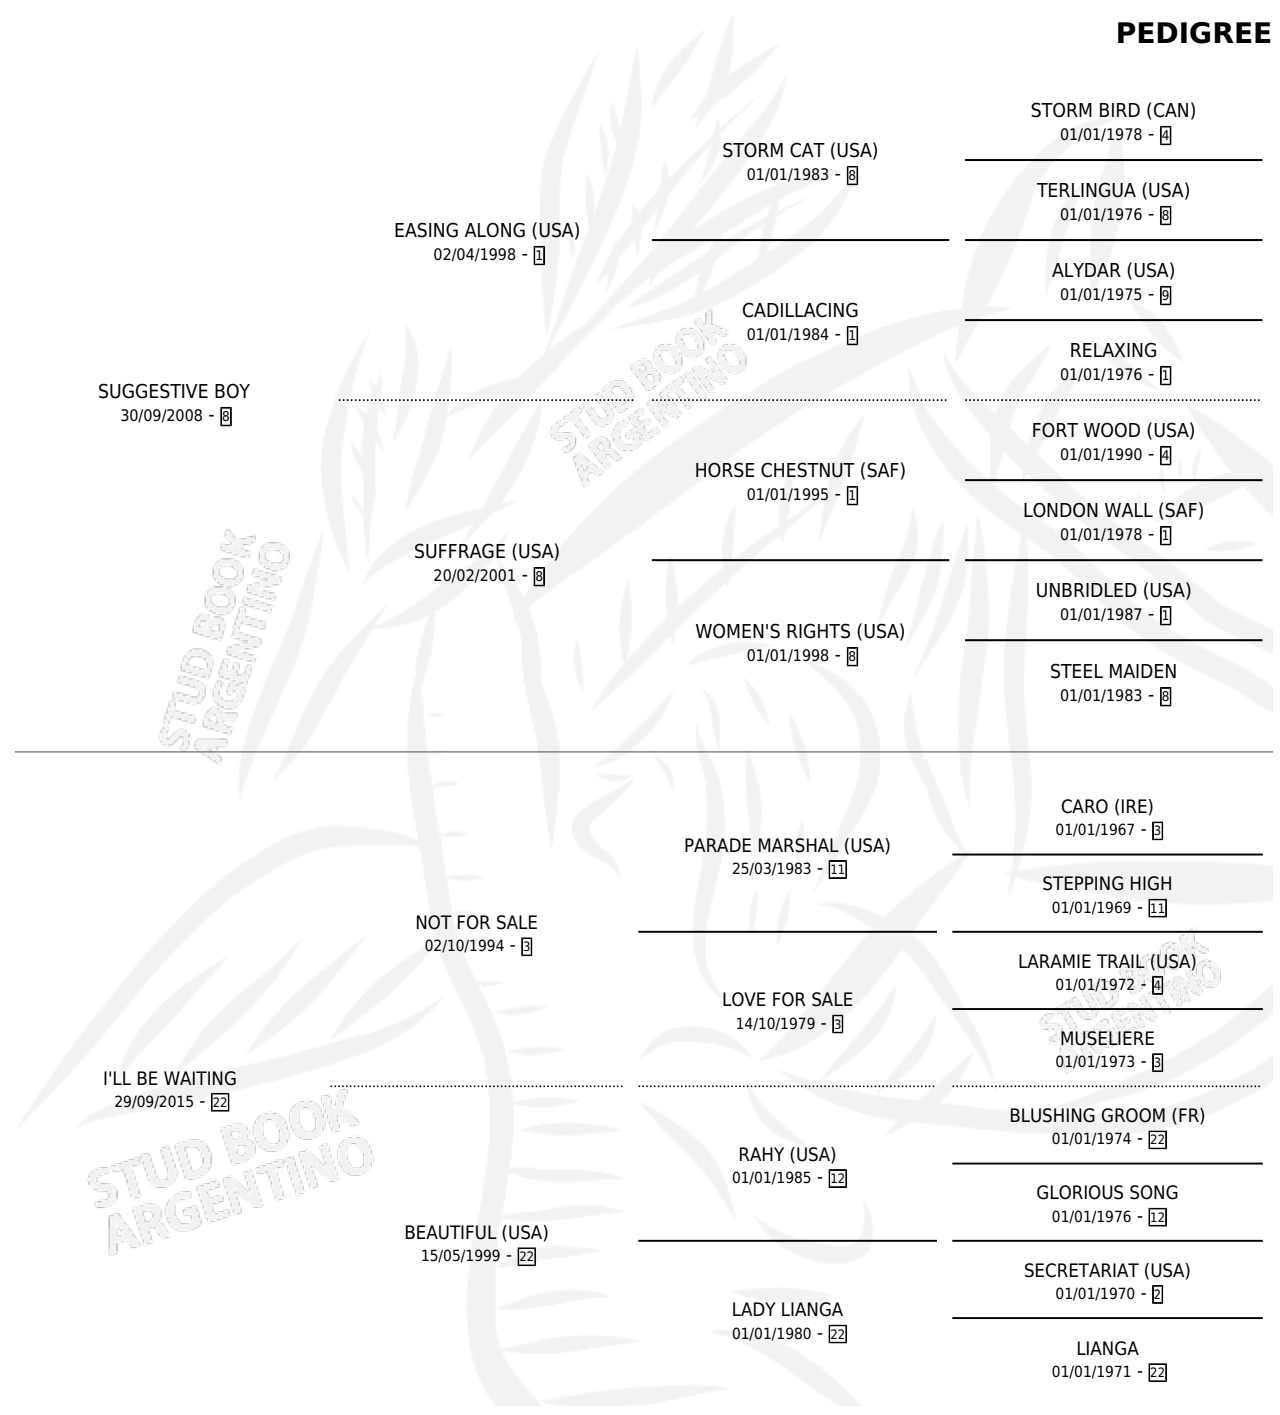 PEDIGREE
STORM BIRD (CAN)
01/01/1978 - 4
STORM CAT (USA)
01/01/1983 - 8
TERLINGUA (USA)
01/01/1976 - 8
EASING ALONG (USA)
02/04/1998 - 1
ALYDAR (USA)
01/01/1975 - 9
CADILLACING
01/01/1984 - 1
RELAXING
01/01/1976 - 1
SUGGESTIVE BOY
30/09/2008 - 8
FORT WOOD (USA)
01/01/1990 - 4
HORSE CHESTNUT (SAF)
01/01/1995 - 1
LONDON WALL (SAF)
01/01/1978 - 1
SUFFRAGE (USA)
20/02/2001 - 8
UNBRIDLED (USA)
01/01/1987 - 1
WOMEN'S RIGHTS (USA)
01/01/1998 - 8
STEEL MAIDEN
01/01/1983 - 8
CARO (IRE)
01/01/1967 - 3
PARADE MARSHAL (USA)
25/03/1983 - 11
STEPPING HIGH
01/01/1969 - 11
NOT FOR SALE
02/10/1994 - 3
LARAMIE TRAIL (USA)
01/01/1972 - 4
LOVE FOR SALE
14/10/1979 - 3
MUSELIERE
01/01/1973 - 3
I'LL BE WAITING
29/09/2015 - 22
BLUSHING GROOM (FR)
01/01/1974 - 22
RAHY (USA)
01/01/1985 - 12
GLORIOUS SONG
01/01/1976 - 12
BEAUTIFUL (USA)
15/05/1999 - 22
SECRETARIAT (USA)
01/01/1970 - 2
LADY LIANGA
01/01/1980 - 22
LIANGA
01/01/1971 - 22
STUD BOOK
ARGENTINO
STUD BOOK
ARGENTINO
STUD BOOK
ARGENTINO
STUD BOOK
ARGENTINO